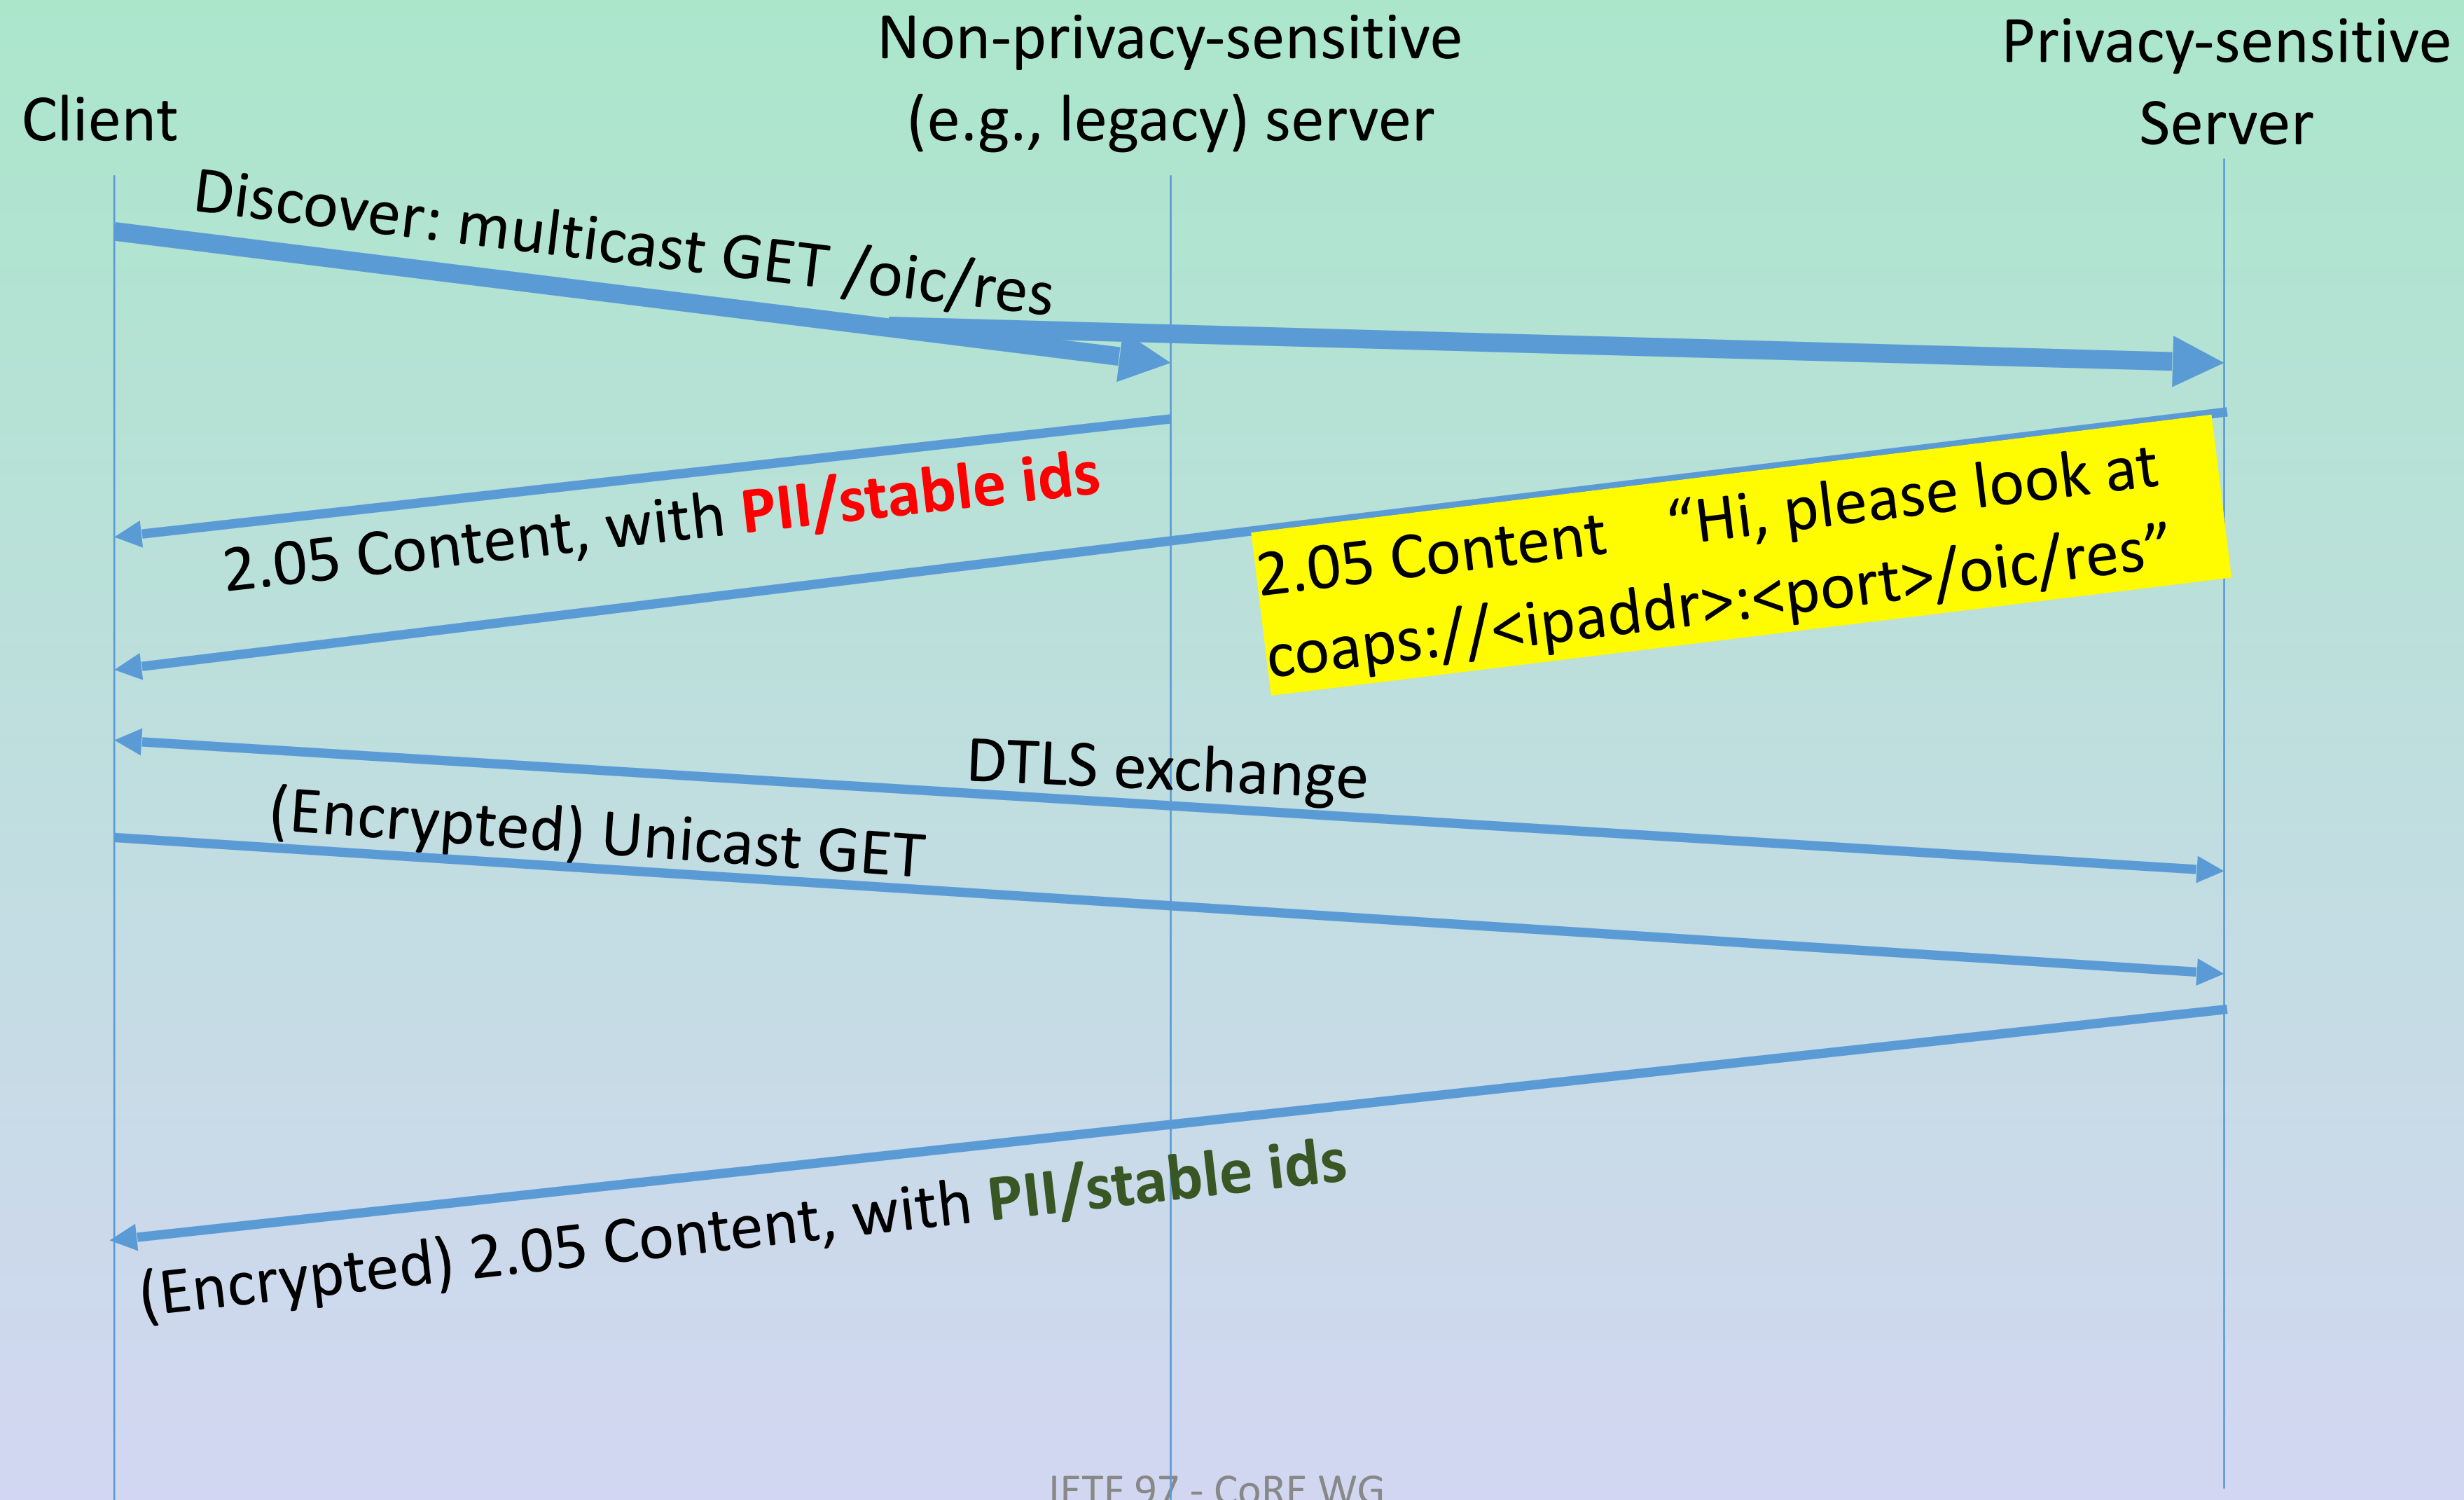 Non-privacy-sensitive
(e.g., legacy) server
Privacy-sensitive
Server
Client
Discover: multicast GET /oic/res
2.05 Content, with PII/stable ids
2.05 Content “Hi, please look at
coaps://<ipaddr>:<port>/oic/res”
DTLS exchange
(Encrypted) Unicast GET
(Encrypted) 2.05 Content, with PII/stable ids
IETF 97 - CoRE WG